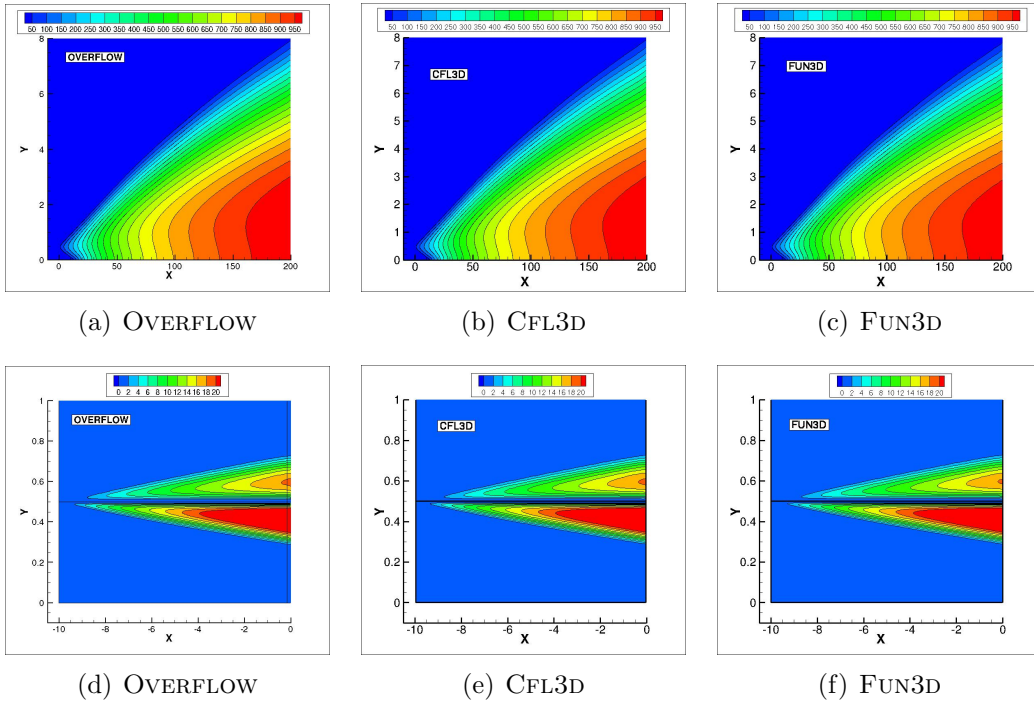 50 100 150 200 250 300 350 400 450 500 550 600 650 700 750 800 850 900 950
8
6
4
2
0
Y
OVERFLOW
0 50 100 150 200
X
(a) OVERFLOW
50 100 150 200 250 300 350 400 450 500 550 600 650 700 750 800 850 900 950
8
7
6
5
4
3
2
1
0
Y
CFL3D
0 50 100 150 200
X
(b) CFL3D
50 100 150 200 250 300 350 400 450 500 550 600 650 700 750 800 850 900 950
8
7
6
5
4
3
2
1
0
Y
FUN3D
0 50 100 150 200
X
(c) FUN3D
0 2 4 6 8 10 12 14 16 18 20
1
0.8
0.6
0.4
0.2
0
Y
OVERFLOW
-10 -8 -6 -4 -2 0
X
(d) OVERFLOW
0 2 4 6 8 10 12 14 16 18 20
1
0.8
0.6
0.4
0.2
0
Y
CFL3D
-10 -8 -6 -4 -2 0
X
(e) CFL3D
0 2 4 6 8 10 12 14 16 18 20
1
0.8
0.6
0.4
0.2
0
Y
FUN3D
-10 -8 -6 -4 -2 0
X
(f) FUN3D